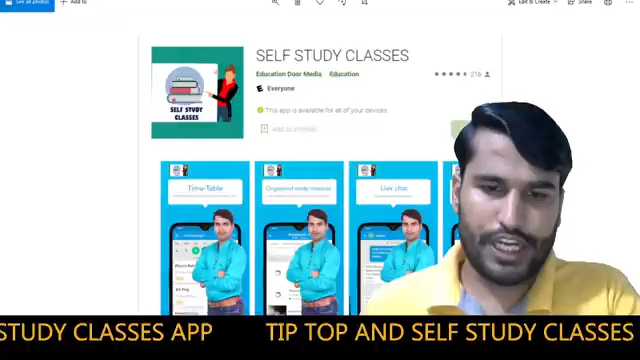 See all photos + Add to
Edit & Create Share
SELF STUDY CLASSES
Education Door Media Education
216
E Everyone
This app is available for all of your devices
Add to Wishlist
SELF STUDY
CLASSES
Time-Table
Organised study material
Live chat
STUDY CLASSES APP TIP TOP AND SELF STUDY CLASSES